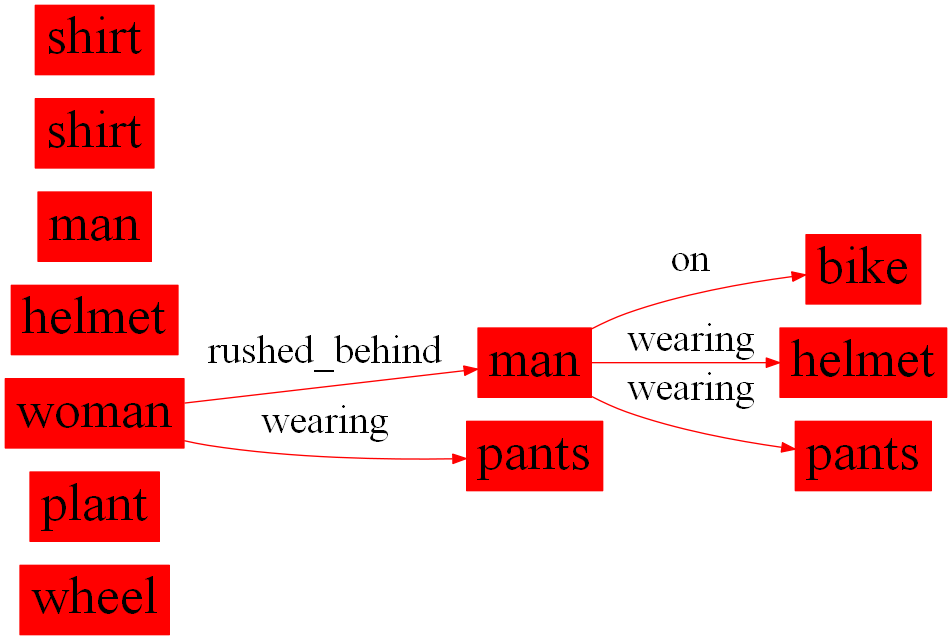 shirt
shirt
man
helmet
woman
plant
wheel
rushed_behind
wearing
man
pants
on
wearing
wearing
bike
helmet
pants